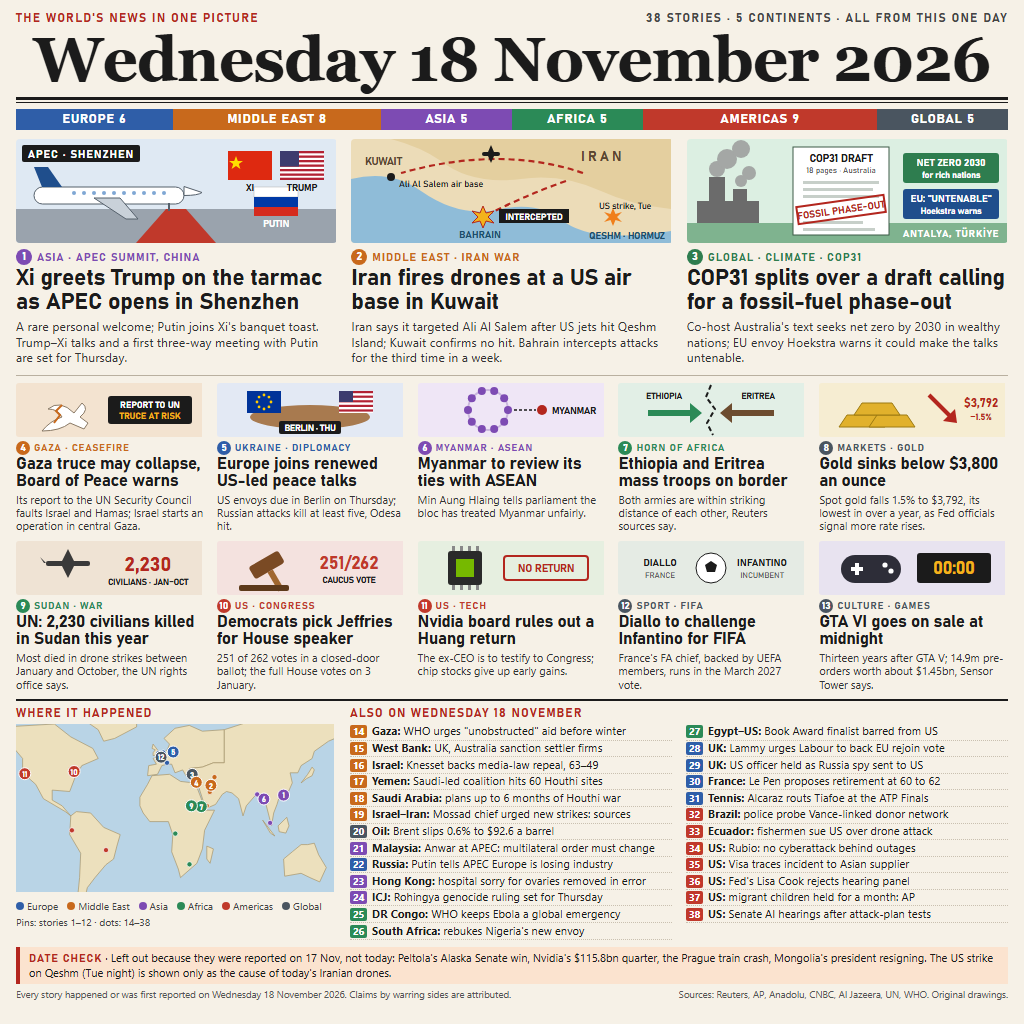 THE WORLD'S NEWS IN ONE PICTURE
38 STORIES · 5 CONTINENTS · ALL FROM THIS ONE DAY
Wednesday 18 November 2026
EUROPE 6
MIDDLE EAST 8
ASIA 5
AFRICA 5
AMERICAS 9
GLOBAL 5
APEC · SHENZHEN
XI
TRUMP
PUTIN
1 ASIA · APEC SUMMIT, CHINA
Xi greets Trump on the tarmac
as APEC opens in Shenzhen
A rare personal welcome; Putin joins Xi's banquet toast.
Trump–Xi talks and a first three-way meeting with Putin
are set for Thursday.
KUWAIT
IRAN
Ali Al Salem air base
US strike, Tue
INTERCEPTED
BAHRAIN
QESHM · HORMUZ
2 MIDDLE EAST · IRAN WAR
Iran fires drones at a US air
base in Kuwait
Iran says it targeted Ali Al Salem after US jets hit Qeshm
Island; Kuwait confirms no hit. Bahrain intercepts attacks
for the third time in a week.
COP31 DRAFT
18 pages · Australia
FOSSIL PHASE-OUT
NET ZERO 2030
for rich nations
EU: "UNTENABLE"
Hoekstra warns
ANTALYA, TÜRKİYE
3 GLOBAL · CLIMATE · COP31
COP31 splits over a draft calling
for a fossil-fuel phase-out
Co-host Australia's text seeks net zero by 2030 in wealthy
nations; EU envoy Hoekstra warns it could make the talks
untenable.
REPORT TO UN
TRUCE AT RISK
4 GAZA · CEASEFIRE
Gaza truce may collapse,
Board of Peace warns
Its report to the UN Security Council
faults Israel and Hamas; Israel starts an
operation in central Gaza.
BERLIN · THU
5 UKRAINE · DIPLOMACY
Europe joins renewed
US-led peace talks
US envoys due in Berlin on Thursday;
Russian attacks kill at least five, Odesa
hit.
MYANMAR
6 MYANMAR · ASEAN
Myanmar to review its
ties with ASEAN
Min Aung Hlaing tells parliament the
bloc has treated Myanmar unfairly.
ETHIOPIA
ERITREA
7 HORN OF AFRICA
Ethiopia and Eritrea
mass troops on border
Both armies are within striking
distance of each other, Reuters
sources say.
$3,792
−1.5%
8 MARKETS · GOLD
Gold sinks below $3,800
an ounce
Spot gold falls 1.5% to $3,792, its
lowest in over a year, as Fed officials
signal more rate rises.
2,230
CIVILIANS · JAN–OCT
9 SUDAN · WAR
UN: 2,230 civilians killed
in Sudan this year
Most died in drone strikes between
January and October, the UN rights
office says.
251/262
CAUCUS VOTE
10 US · CONGRESS
Democrats pick Jeffries
for House speaker
251 of 262 votes in a closed-door
ballot; the full House votes on 3
January.
NO RETURN
11 US · TECH
Nvidia board rules out a
Huang return
The ex-CEO is to testify to Congress;
chip stocks give up early gains.
DIALLO
FRANCE
INFANTINO
INCUMBENT
12 SPORT · FIFA
Diallo to challenge
Infantino for FIFA
France's FA chief, backed by UEFA
members, runs in the March 2027
vote.
00:00
13 CULTURE · GAMES
GTA VI goes on sale at
midnight
Thirteen years after GTA V; 14.9m pre-
orders worth about $1.45bn, Sensor
Tower says.
WHERE IT HAPPENED
11
10
12
5
3
4
2
9
7
6
1
Europe
Middle East
Asia
Africa
Americas
Global
Pins: stories 1–12 · dots: 14–38
ALSO ON WEDNESDAY 18 NOVEMBER
14 Gaza: WHO urges "unobstructed" aid before winter
15 West Bank: UK, Australia sanction settler firms
16 Israel: Knesset backs media-law repeal, 63–49
17 Yemen: Saudi-led coalition hits 60 Houthi sites
18 Saudi Arabia: plans up to 6 months of Houthi war
19 Israel–Iran: Mossad chief urged new strikes: sources
20 Oil: Brent slips 0.6% to $92.6 a barrel
21 Malaysia: Anwar at APEC: multilateral order must change
22 Russia: Putin tells APEC Europe is losing industry
23 Hong Kong: hospital sorry for ovaries removed in error
24 ICJ: Rohingya genocide ruling set for Thursday
25 DR Congo: WHO keeps Ebola a global emergency
26 South Africa: rebukes Nigeria's new envoy
27 Egypt–US: Book Award finalist barred from US
28 UK: Lammy urges Labour to back EU rejoin vote
29 UK: US officer held as Russia spy sent to US
30 France: Le Pen proposes retirement at 60 to 62
31 Tennis: Alcaraz routs Tiafoe at the ATP Finals
32 Brazil: police probe Vance-linked donor network
33 Ecuador: fishermen sue US over drone attack
34 US: Rubio: no cyberattack behind outages
35 US: Visa traces incident to Asian supplier
36 US: Fed's Lisa Cook rejects hearing panel
37 US: migrant children held for a month: AP
38 US: Senate AI hearings after attack-plan tests
DATE CHECK · Left out because they were reported on 17 Nov, not today: Peltola's Alaska Senate win, Nvidia's $115.8bn quarter, the Prague train crash, Mongolia's president resigning. The US strike
on Qeshm (Tue night) is shown only as the cause of today's Iranian drones.
Every story happened or was first reported on Wednesday 18 November 2026. Claims by warring sides are attributed.
Sources: Reuters, AP, Anadolu, CNBC, Al Jazeera, UN, WHO. Original drawings.